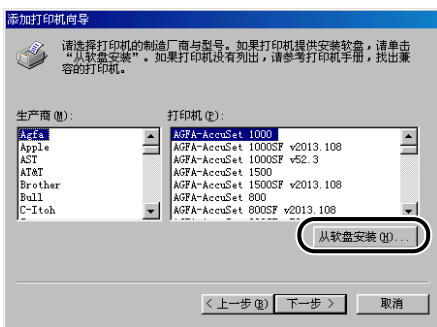 添加打印机向导
请选择打印机的制造厂商与型号。如果打印机提供安装软盘，请单击
“从软盘安装”。如果打印机没有列出，请参考打印机手册，找出兼
容的打印机。
生产商(M):
Agfa
Apple
AST
AT&T
Brother
Bull
C-Itoh
打印机(P):
AGFA-AccuSet 1000
AGFA-AccuSet 1000SF v2013.108
AGFA-AccuSet 1000SF v52.3
AGFA-AccuSet 1500
AGFA-AccuSet 1500SF v2013.108
AGFA-AccuSet 800
AGFA-AccuSet 800SF v2013.108
从软盘安装(H)...
< 上一步(B)
下一步 >
取消